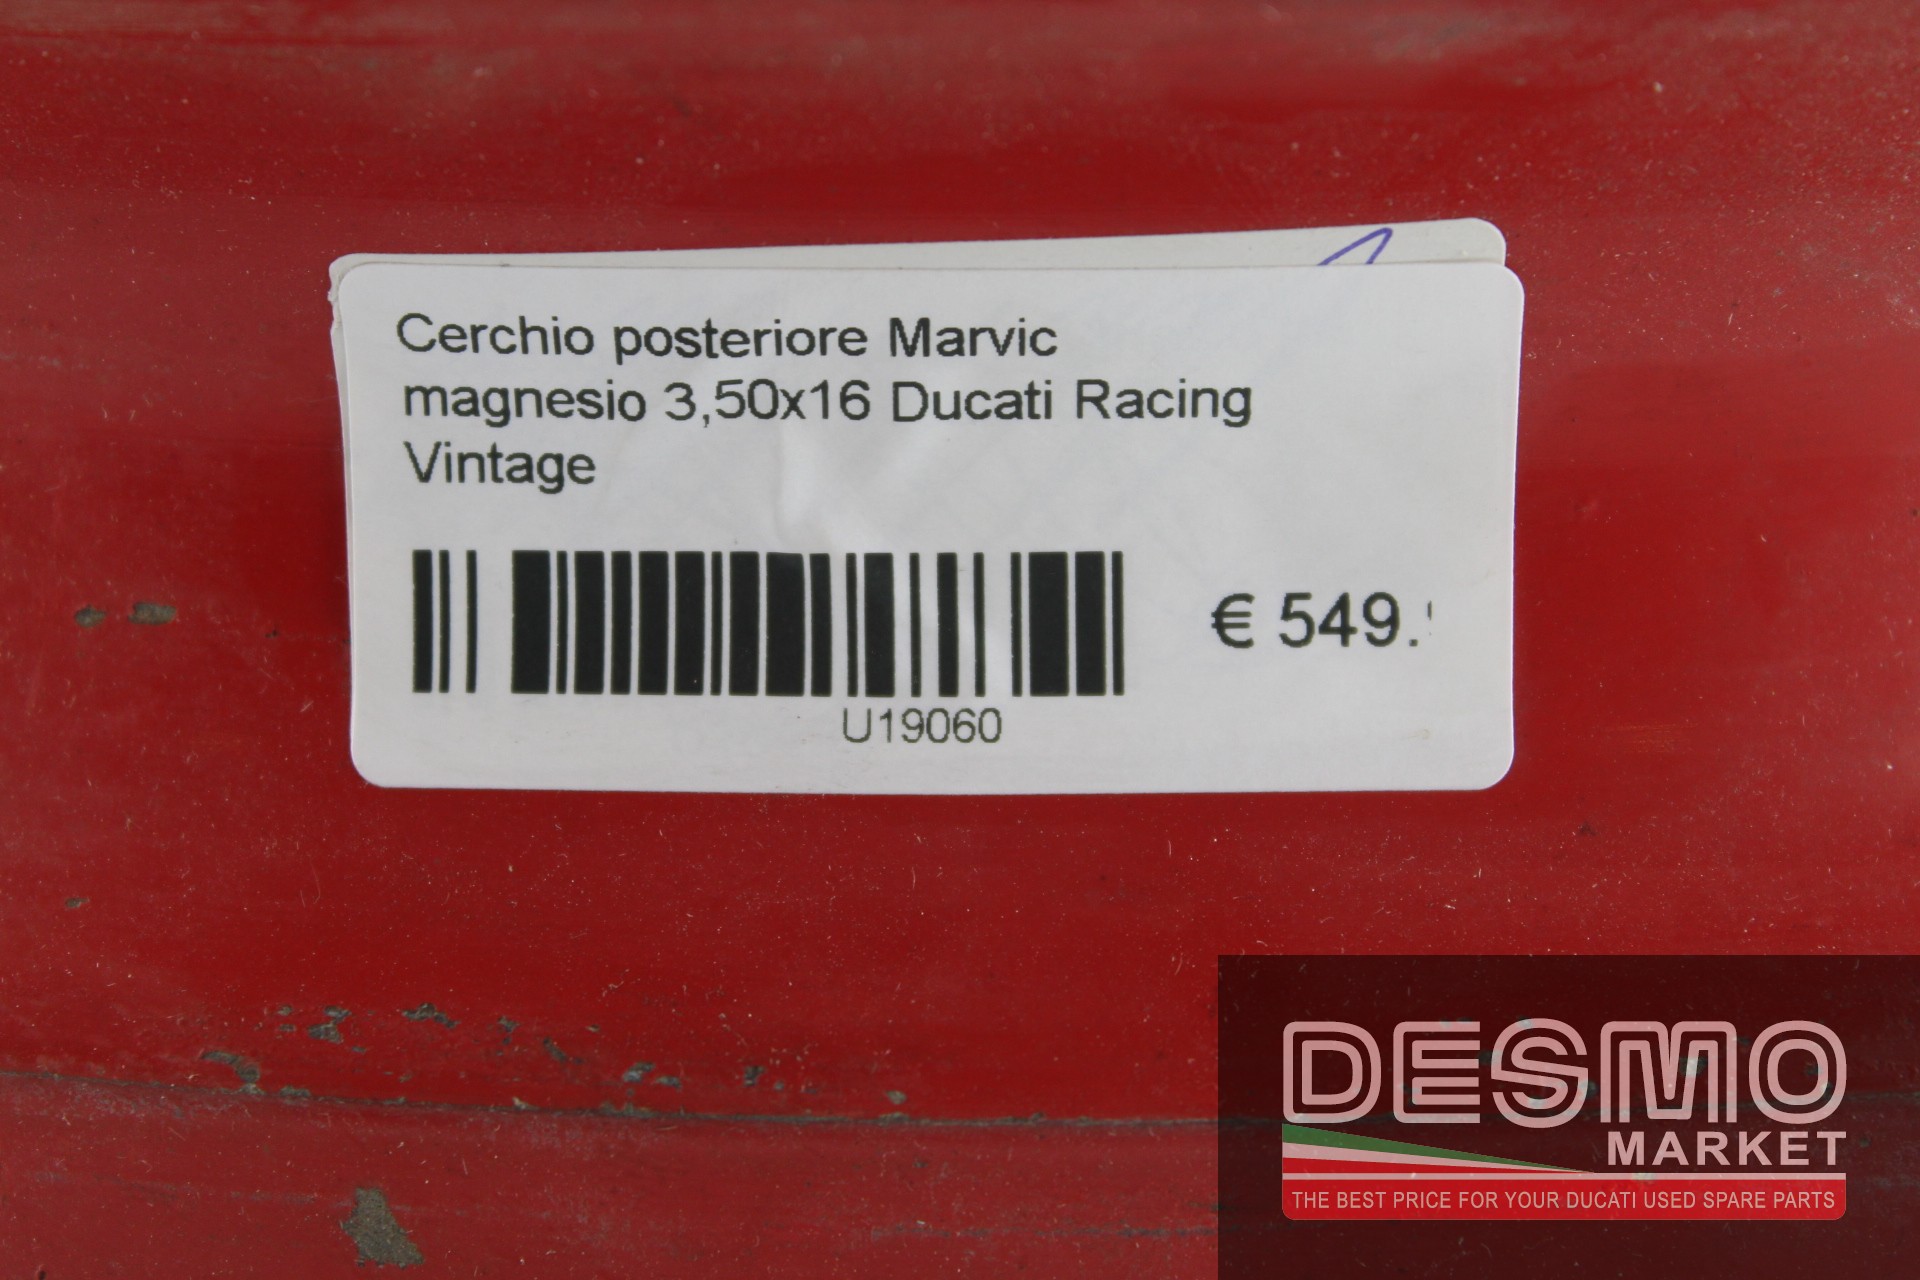 Cerchio posteriore Marvic
magnesio 3,50x16 Ducati Racing
Vintage
€ 549.
U19060
DESMO
MARKET
THE BEST PRICE FOR YOUR DUCATI USED SPARE PARTS